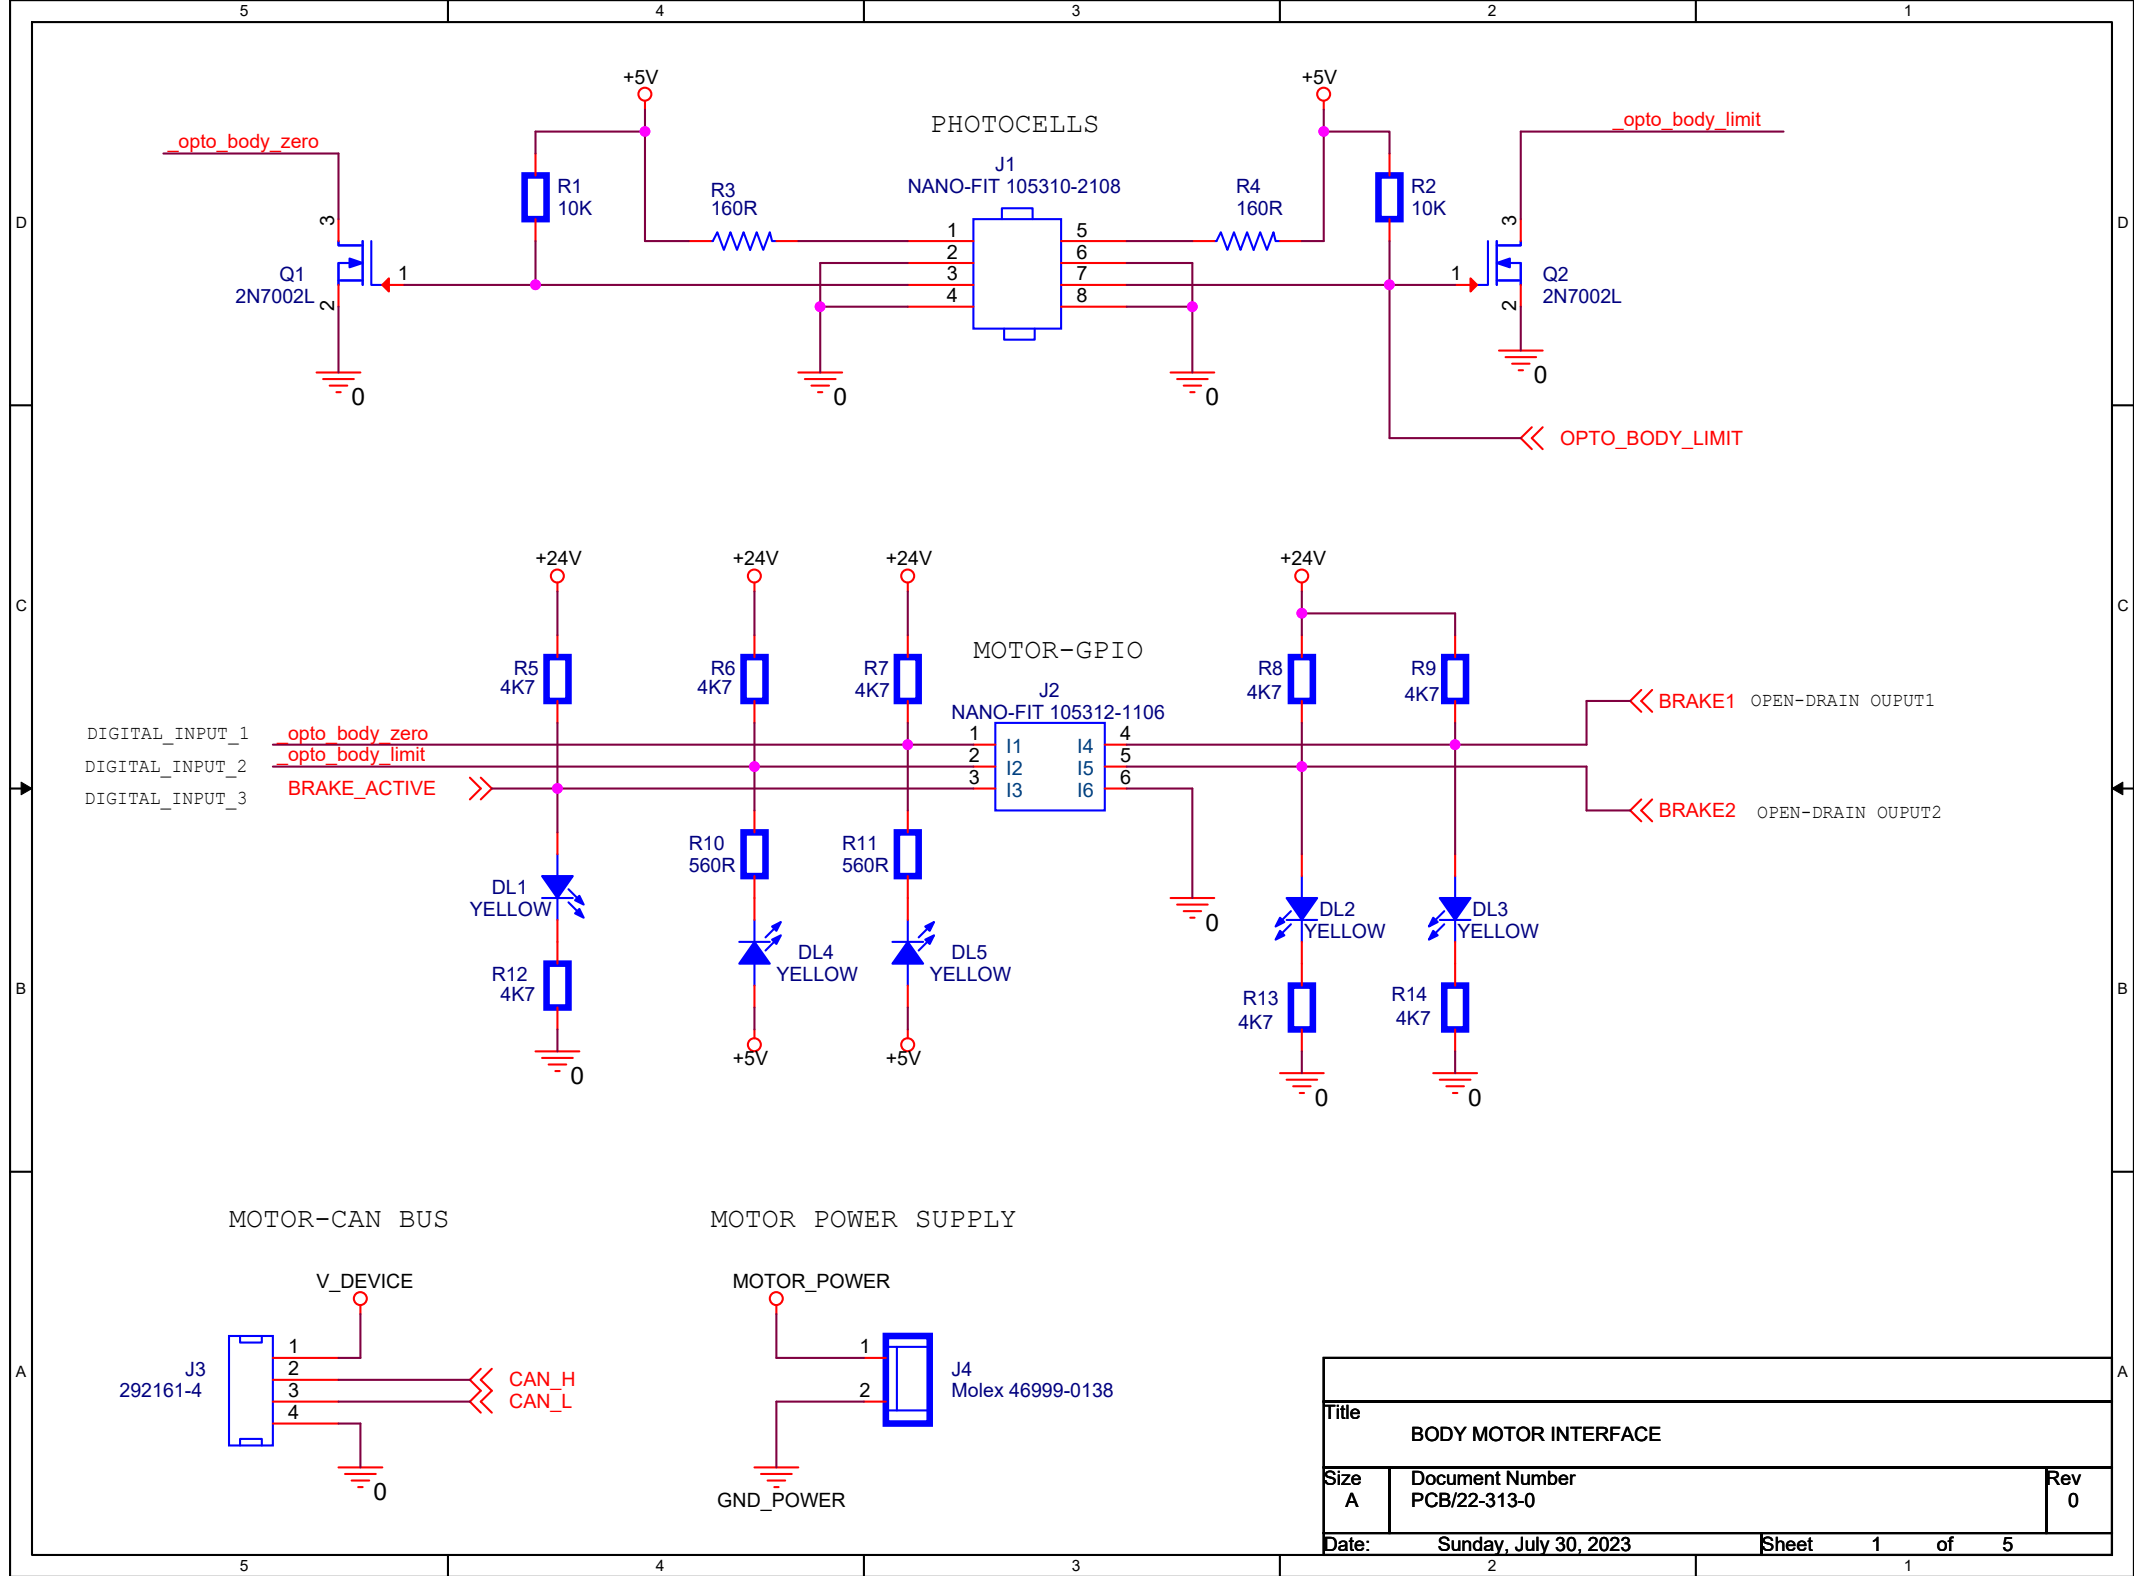 5 4 3 2 1
+5V
+5V
PHOTOCELLS
_opto_body_zero
_opto_body_limit
J1
NANO-FIT 105310-2108
R1
10K
R3
160R
R4
160R
R2
10K
D
D
3
1
2
Q1
2N7002L
1
2
3
4
5
6
7
8
3
1
2
Q2
2N7002L
0
0
0
0
OPTO_BODY_LIMIT
+24V
+24V
+24V
+24V
C
C
MOTOR-GPIO
R5
4K7
R6
4K7
R7
4K7
J2
NANO-FIT 105312-1106
R8
4K7
R9
4K7
BRAKE1 OPEN-DRAIN OUPUT1
DIGITAL_INPUT_1 _opto_body_zero
DIGITAL_INPUT_2 _opto_body_limit
DIGITAL_INPUT_3 BRAKE_ACTIVE
1 I1 I4 4
2 I2 I5 5
3 I3 I6 6
BRAKE2 OPEN-DRAIN OUPUT2
R10
560R
R11
560R
DL1
YELLOW
0
DL2
YELLOW
DL3
YELLOW
DL4
YELLOW
DL5
YELLOW
R12
4K7
R13
4K7
R14
4K7
B
B
+5V
+5V
0
0
0
MOTOR-CAN BUS
MOTOR POWER SUPPLY
V_DEVICE
MOTOR_POWER
A
A
J3
292161-4
1
2
3
4
CAN_H
CAN_L
0
1
2
J4
Molex 46999-0138
GND_POWER
Title
BODY MOTOR INTERFACE
Size
A
Document Number
PCB/22-313-0
Rev
0
Date: Sunday, July 30, 2023 Sheet 1 of 5
5 4 3 2 1